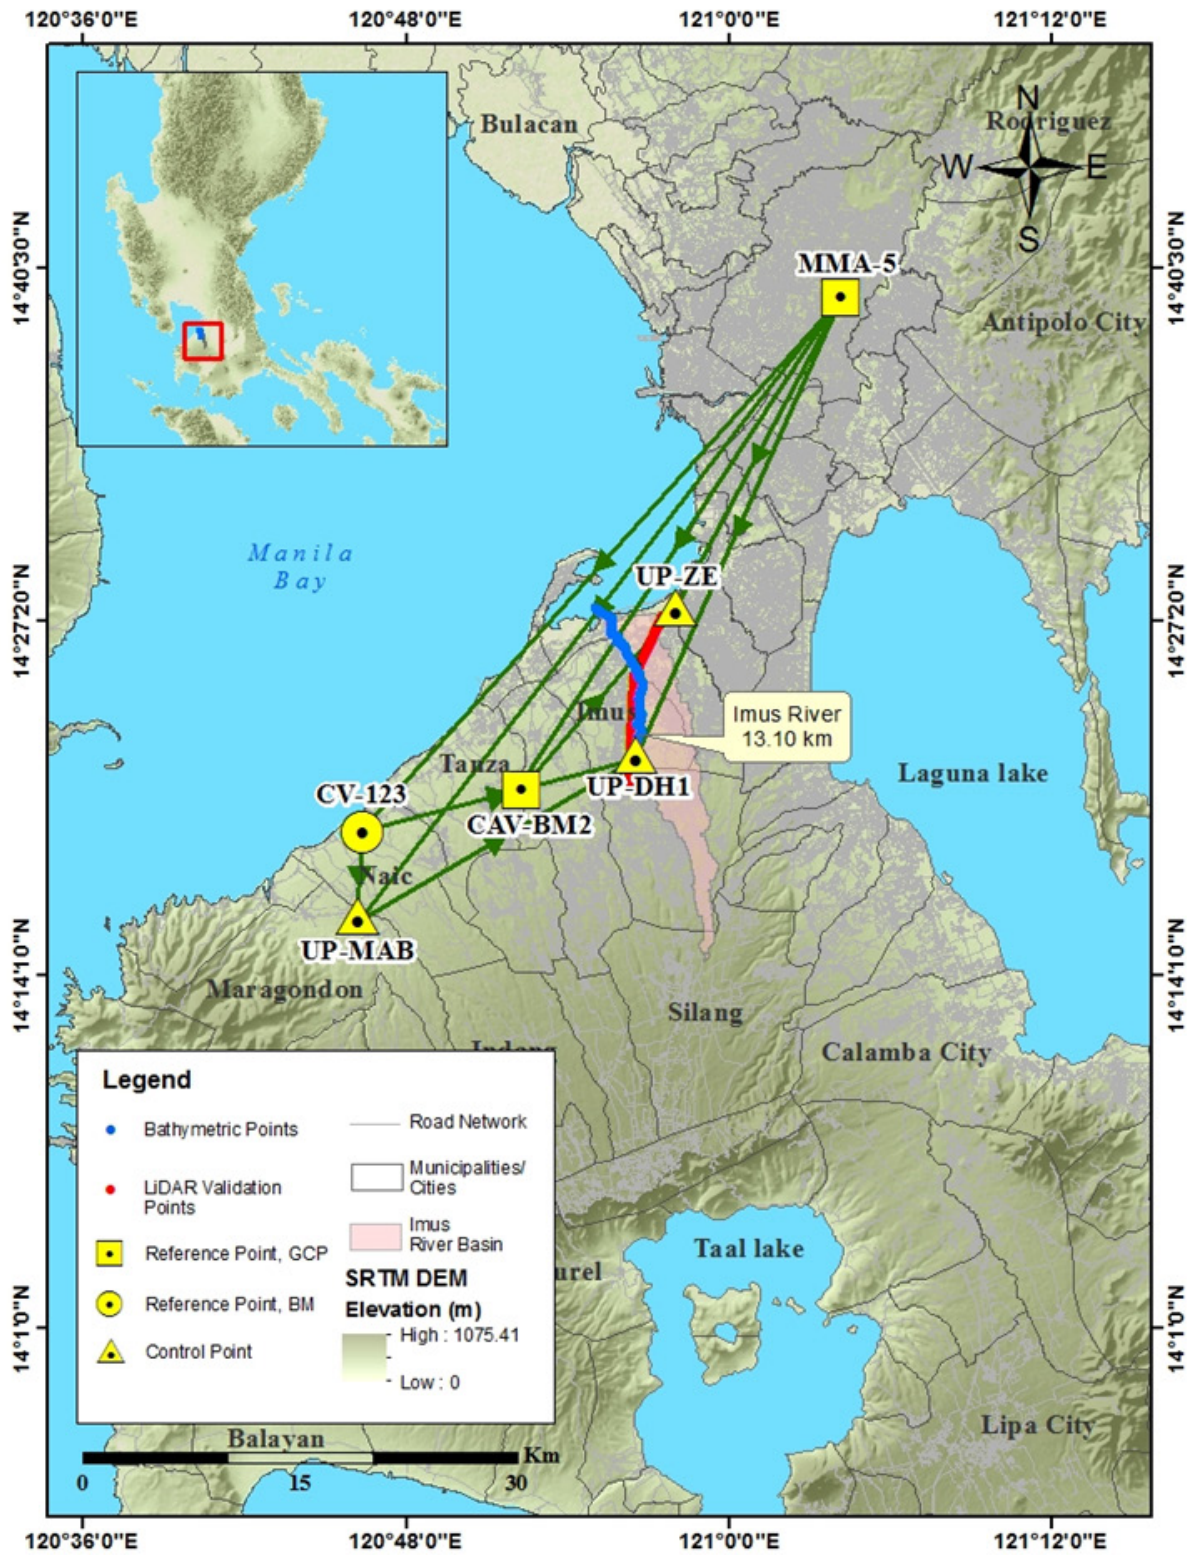 120°36'0"E
120°48'0"E
121°0'0"E
121°12'0"E
14°40'30"N
14°27'20"N
14°14'10"N
14°1'0"N
14°40'30"N
14°27'20"N
14°14'10"N
14°1'0"N
N
W
E
S
Bulacan
Rodriguez
MMA-5
Antipolo City
Manila
Bay
UP-ZE
Imus
Imus River
13.10 km
Tanza
Laguna lake
CV-123
UP-DH1
CAV-BM2
Naic
UP-MAB
Maragondon
Silang
Calamba City
Indang
Taal lake
urel
Lipa City
Balayan
Legend
Bathymetric Points
LiDAR Validation
Points
Reference Point, GCP
Reference Point, BM
Control Point
Road Network
Municipalities/
Cities
Imus
River Basin
SRTM DEM
Elevation (m)
High : 1075.41
Low : 0
Km
0
15
30
120°36'0"E
120°48'0"E
121°0'0"E
121°12'0"E